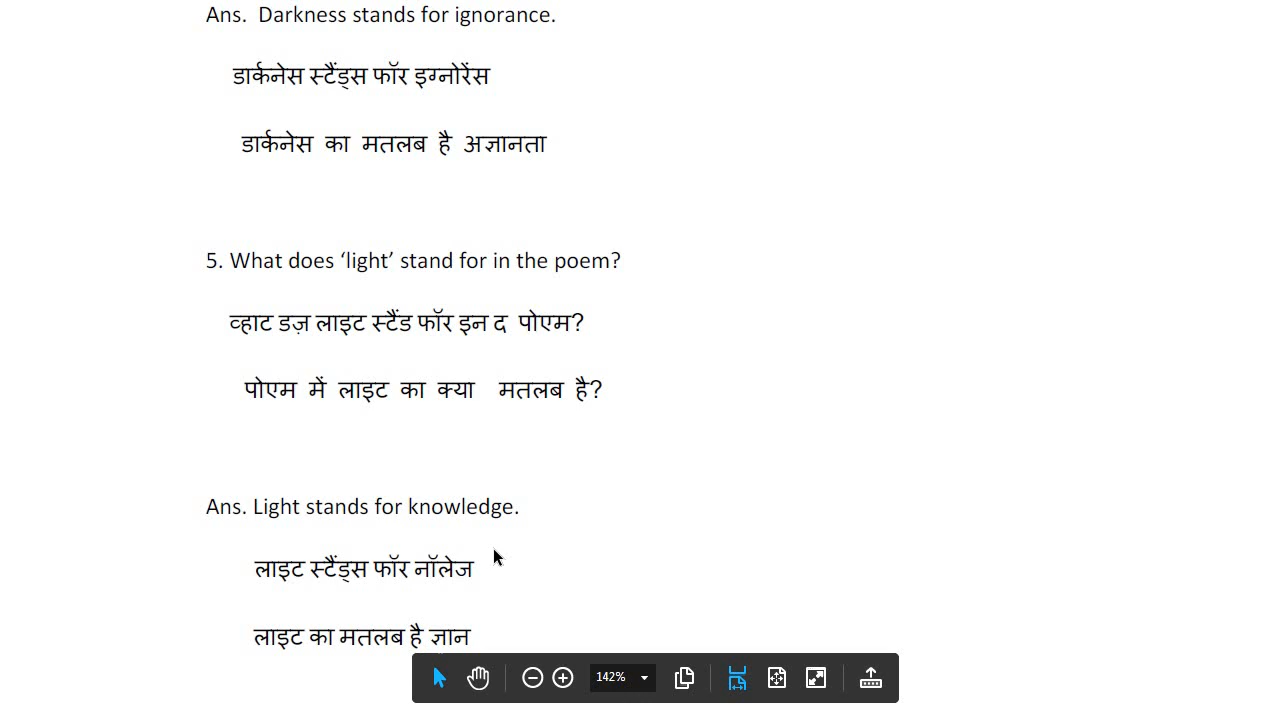 Ans. Darkness stands for ignorance.
डार्कनेस स्टैंड्स फॉर इग्नोरेंस
डार्कनेस का मतलब है अज्ञानता
5. What does ‘light’ stand for in the poem?
व्हाट डज़ लाइट स्टैंड फॉर इन द पोएम?
पोएम में लाइट का क्या मतलब है?
Ans. Light stands for knowledge.
लाइट स्टैंड्स फॉर नॉलेज
लाइट का मतलब है ज्ञान
142%